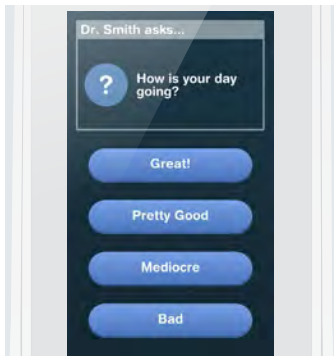 Dr. Smith asks...
?
How is your day
going?
Great!
Pretty Good
Mediocre
Bad